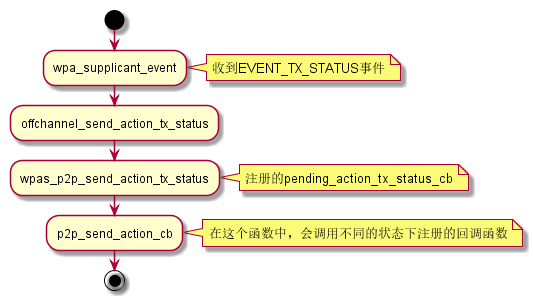 wpa_supplicant_event
收到EVENT_TX_STATUS事件
offchannel_send_action_tx_status
wpas_p2p_send_action_tx_status
注册的pending_action_tx_status_cb
p2p_send_action_cb
在这个函数中，会调用不同的状态下注册的回调函数